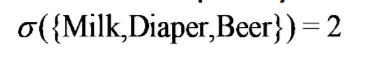 σ({Milk,Diaper,Beer}) = 2